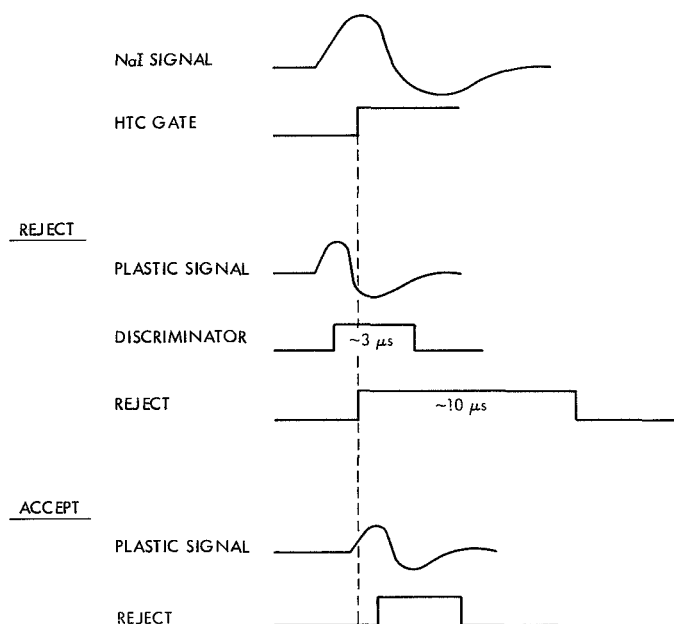 NaI SIGNAL
HTC GATE
REJECT
PLASTIC SIGNAL
DISCRIMINATOR
~3 μs
REJECT
~10 μs
ACCEPT
PLASTIC SIGNAL
REJECT